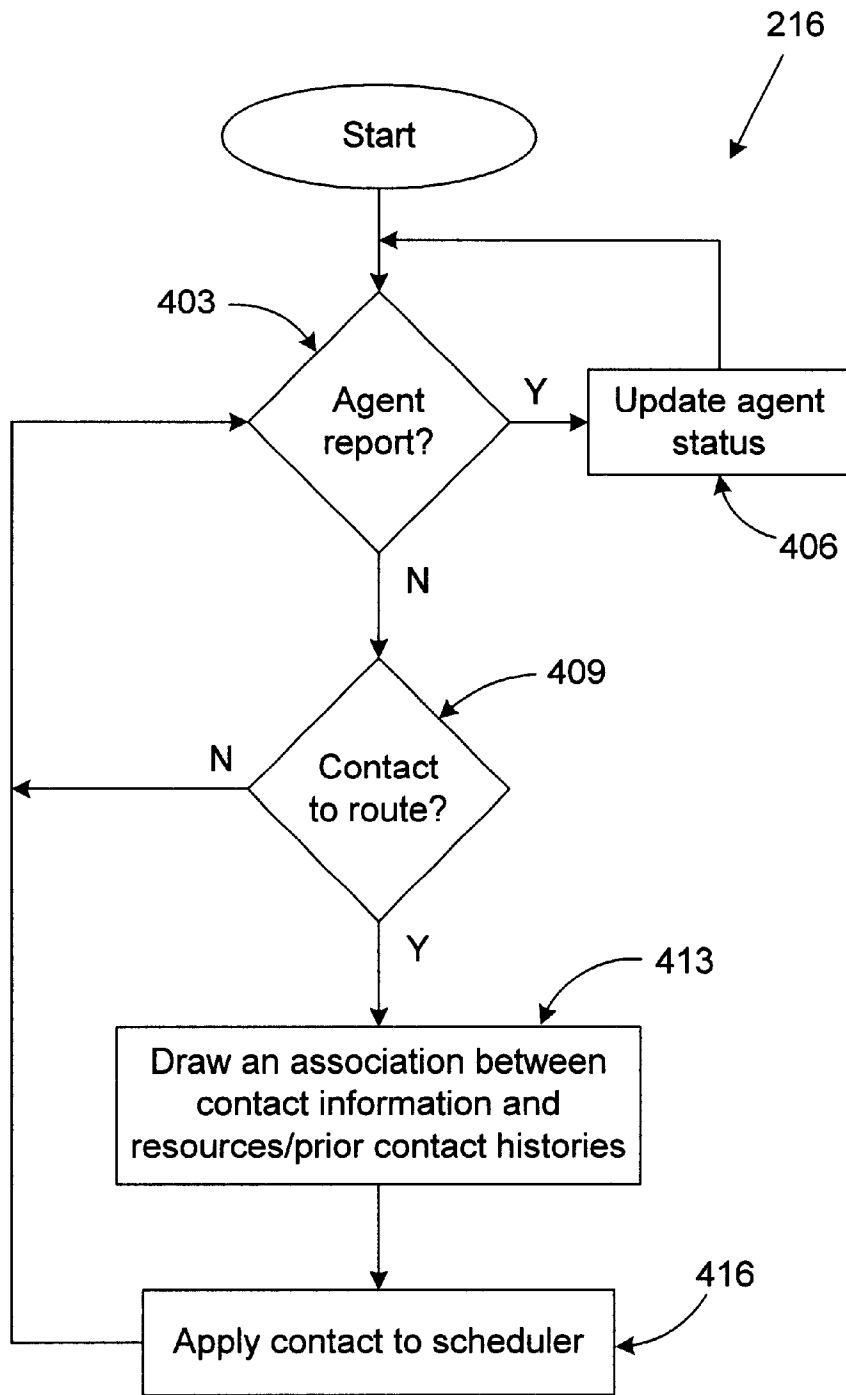 216
Start
403
Agent
report?
Y
Update agent
status
406
N
409
N
Contact
to route?
Y
413
Draw an association between
contact information and
resources/prior contact histories
416
Apply contact to scheduler